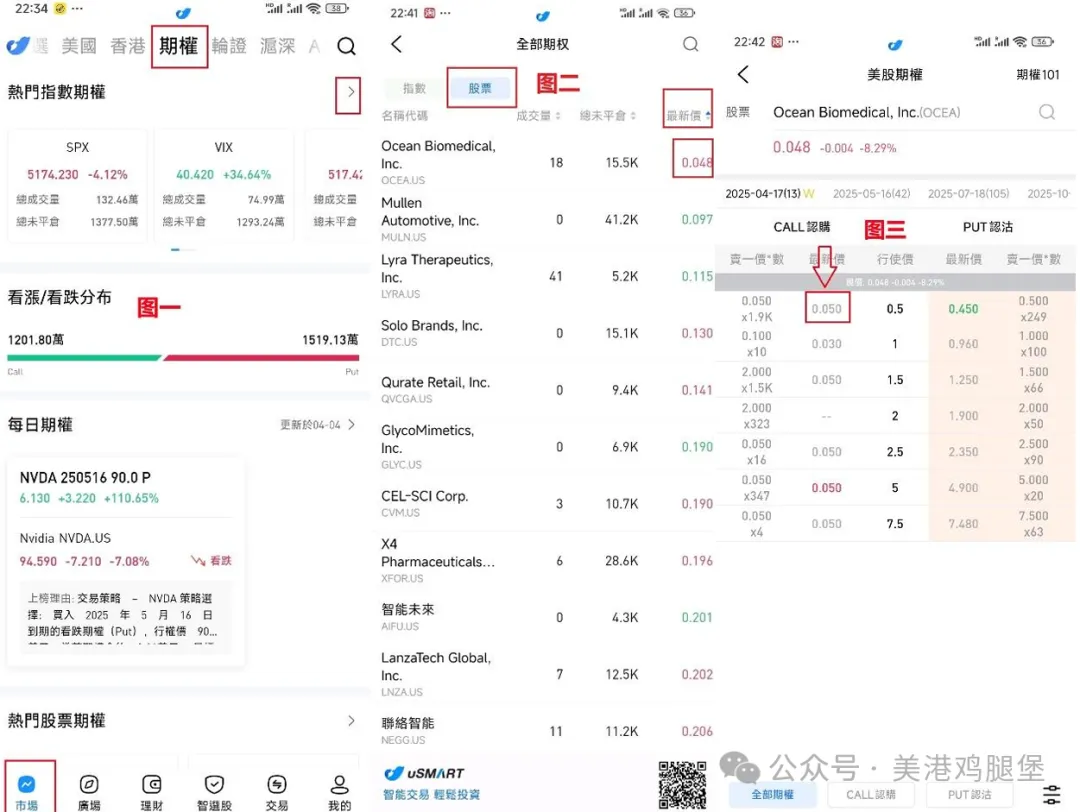 22:34
38
美國 香港 期權 輪證 滬深 A
熱門指數期權
SPX
5174.230 -4.12%
總成交量 132.46萬
總未平倉 1377.50萬
VIX
40.420 +34.64%
總成交量 74.99萬
總未平倉 1293.24萬
517.42
總成交量
總未平倉
看漲/看跌分布
图一
1201.80萬 1519.13萬
Call Put
每日期權 更新於04-04
NVDA 250516 90.0 P
6.130 +3.220 +110.65%
Nvidia NVDA.US
94.590 -7.210 -7.08% 看跌
上榜理由: 交易策略 - NVDA 策略選
擇: 買入 2025 年 5 月 16 日
到期的看跌期權 (Put) , 行權價 90...
熱門股票期權
市場 廣場 理財 智選股 交易 我的
22:41
36
全部期权
指數 股票 图二
名稱代碼 成交量 總未平倉 最新價
Ocean Biomedical,
Inc. 18 15.5K 0.048
OCEA.US
Mullen
Automotive, Inc. 0 41.2K 0.097
MULN.US
Lyra Therapeutics,
Inc. 41 5.2K 0.115
LYRA.US
Solo Brands, Inc. 0 15.1K 0.130
DTC.US
Qurate Retail, Inc. 0 9.4K 0.141
QVCGA.US
GlycoMimetics,
Inc. 0 6.9K 0.190
GLYC.US
CEL-SCI Corp. 3 10.7K 0.190
CVM.US
X4
Pharmaceuticals... 6 28.6K 0.196
XFOR.US
智能未來 0 4.3K 0.201
AIFU.US
LanzaTech Global,
Inc. 7 12.5K 0.202
LNZA.US
聯絡智能 11 11.2K 0.206
NEGG.US
uSMART
智能交易 輕鬆投資
22:42
36
美股期權 期權101
股票 Ocean Biomedical, Inc.(OCEA)
0.048 -0.004 -8.29%
2025-04-17(13) W 2025-05-16(42) 2025-07-18(105) 2025-10-
CALL 認購 图三 PUT 認沽
賣一價*數 最新價 行使價 最新價 賣一價*數
股價: 0.048 -0.004 -8.29%
0.050
x1.9K 0.050 0.5 0.450 0.500
x249
0.100
x10 0.030 1 0.960 1.000
x100
2.000
x1.5K 0.050 1.5 1.250 1.500
x66
2.000
x323 -- 2 1.900 2.000
x50
0.050
x16 0.050 2.5 2.350 2.500
x90
0.050
x347 0.050 5 4.900 5.000
x20
0.050
x4 0.050 7.5 7.480 7.500
x63
公众号 · 美港鸡腿堡
全部期權 CALL認購 PUT認沽